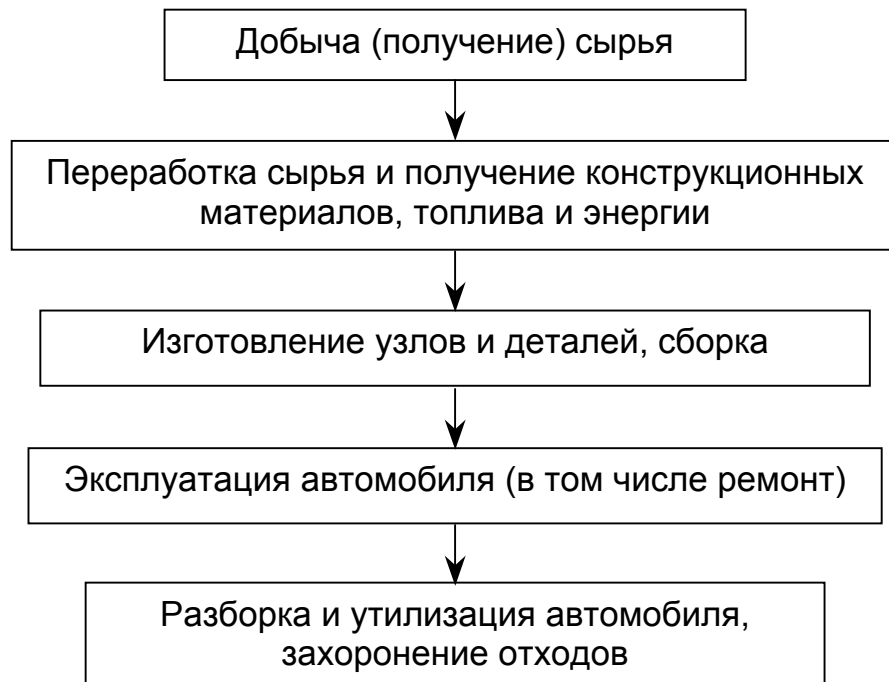 Добыча (получение) сырья
Переработка сырья и получение конструкционных
материалов, топлива и энергии
Изготовление узлов и деталей, сборка
Эксплуатация автомобиля (в том числе ремонт)
Разборка и утилизация автомобиля,
захоронение отходов